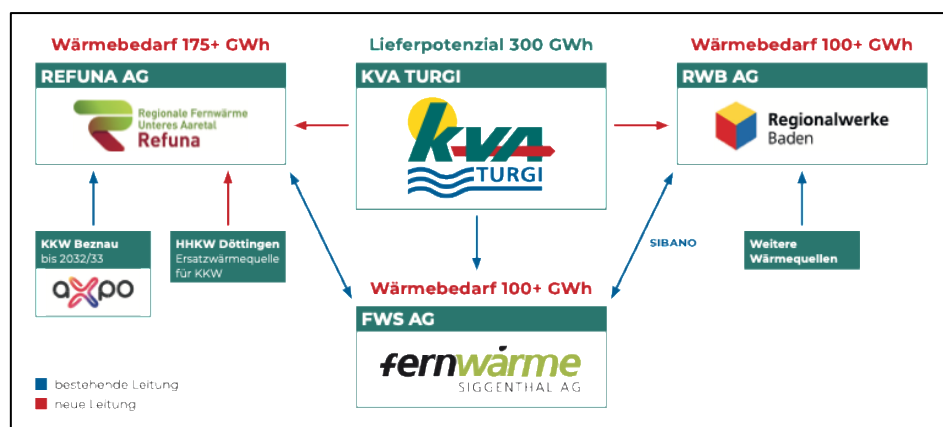 Wärmebedarf 175+ GWh
Lieferpotenzial 300 GWh
Wärmebedarf 100+ GWh
REFUNA AG
KVA TURGI
RWB AG
Regionale Fernwärme
Unteres Aaretal
Refuna
kva
TURGI
Regionalwerke
Baden
KKW Beznau
bis 2032/33
axpo
HHKW Döttingen
Ersatzwärmequelle
für KKW
SIBANO
Weitere
Wärmequellen
Wärmebedarf 100+ GWh
FWS AG
fernwärme
SIGGENTHAL AG
bestehende Leitung
neue Leitung